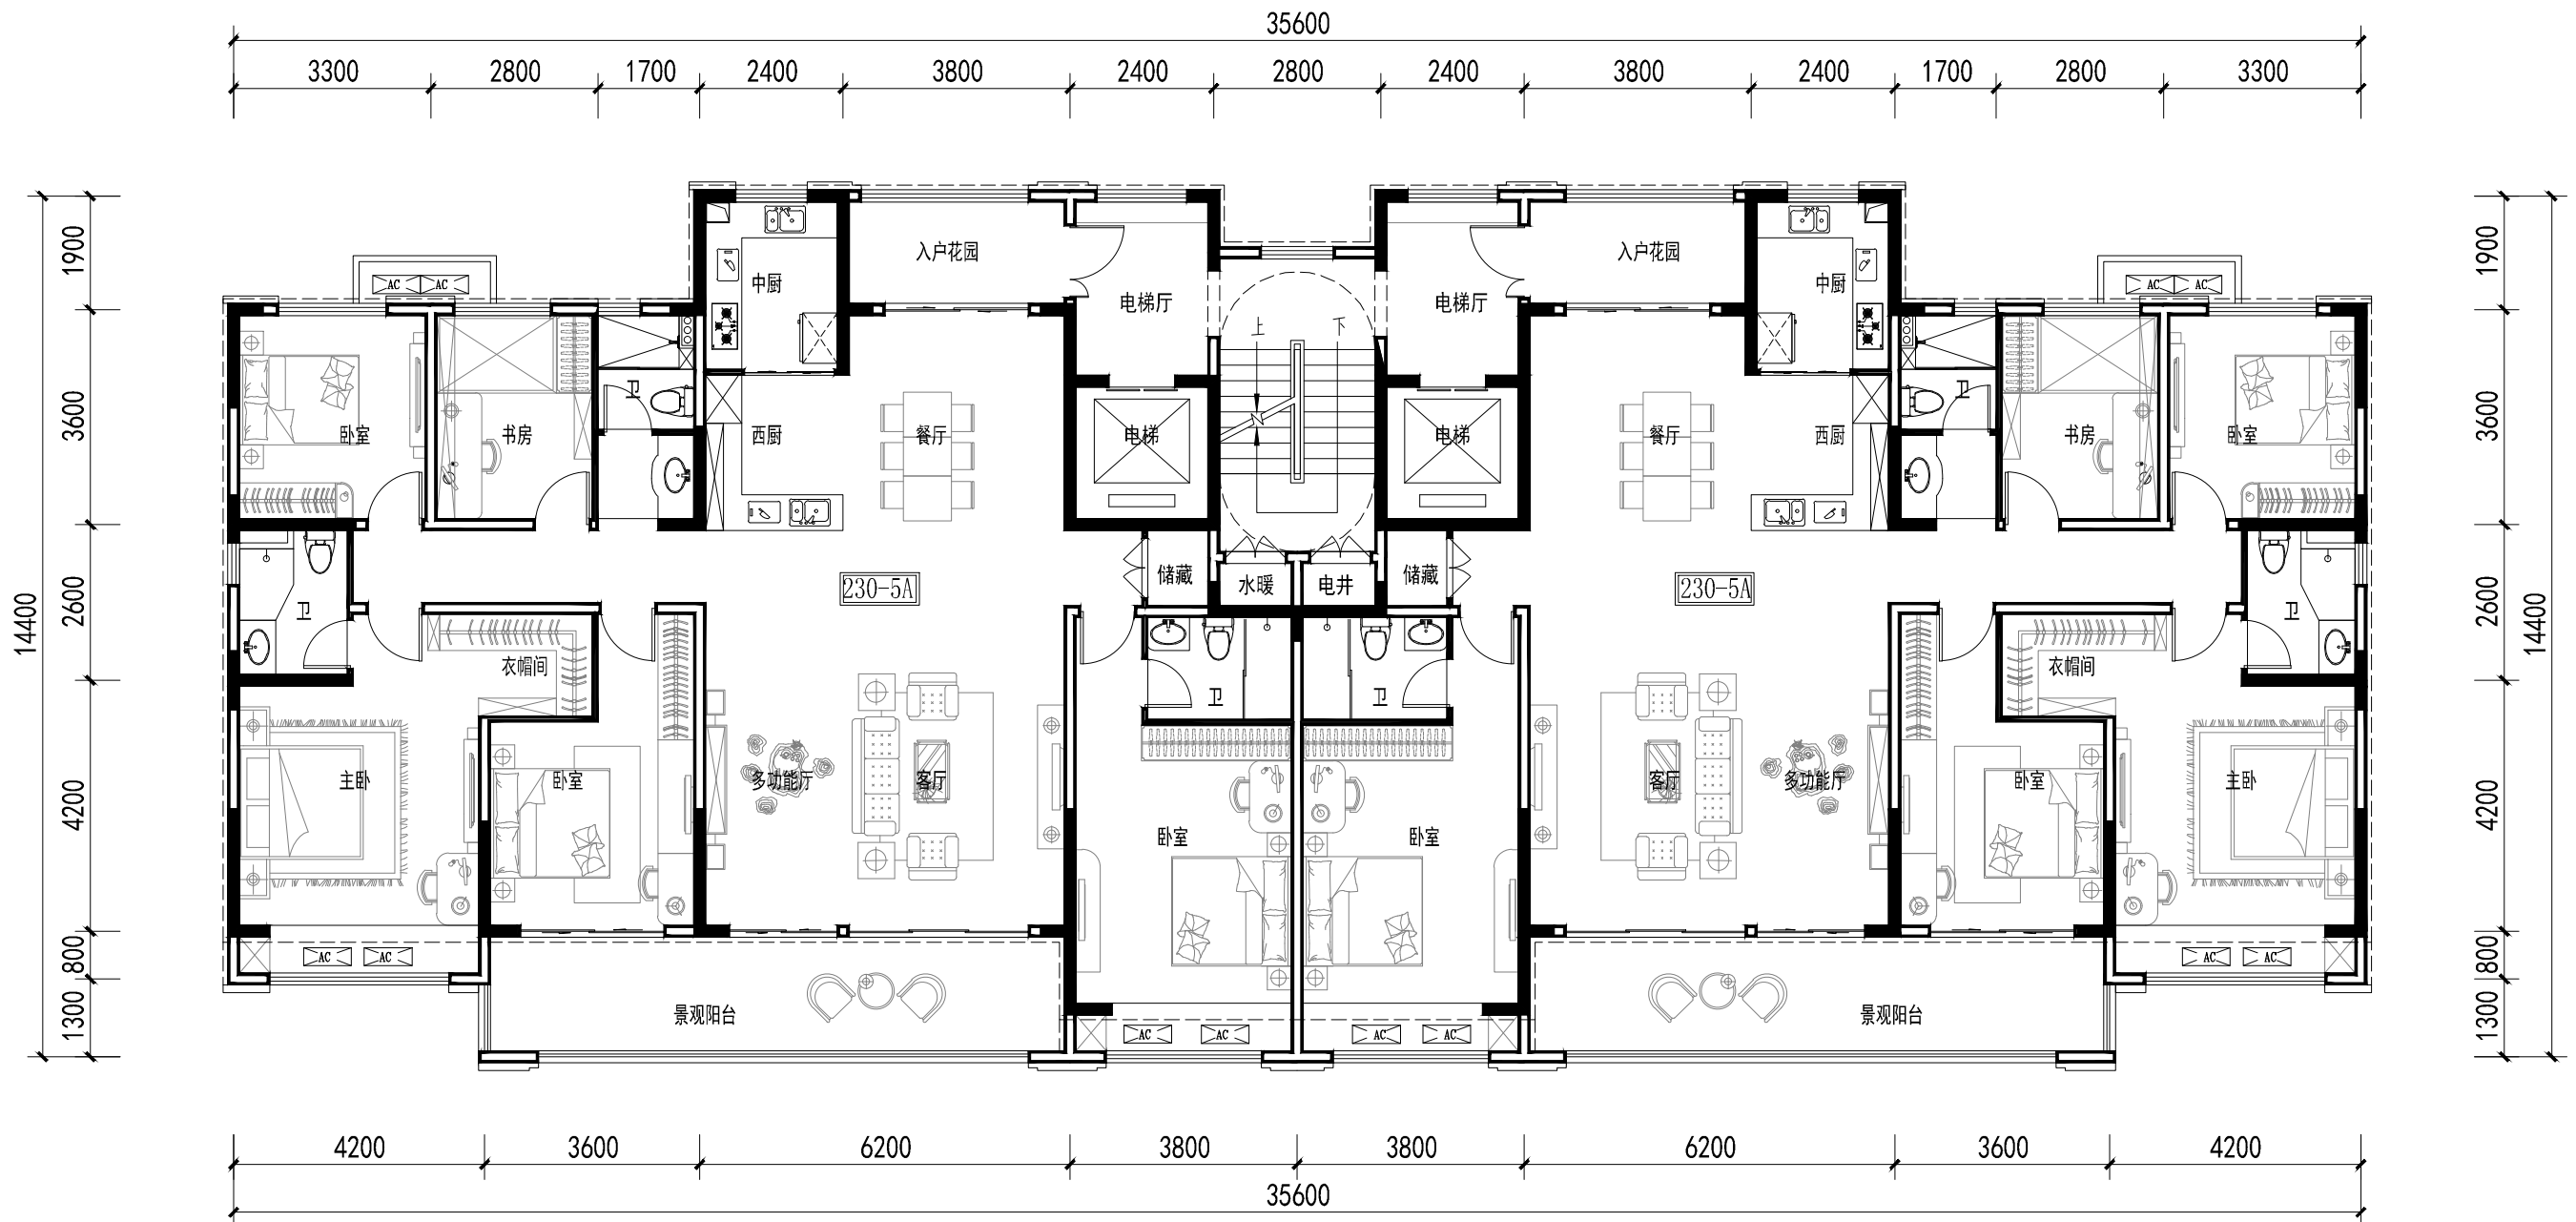 35600
3300 2800 1700 2400 3800 2400 2800 2400 3800 2400 1700 2800 3300
1900 入户花园 入户花园 1900
AC AC 中厨 中厨 AC AC
电梯厅 电梯厅
上 下
3600 卫 卫 3600
卧室 书房 西厨 餐厅 电梯 电梯 餐厅 西厨 书房 卧室
储藏 水暖 电井 储藏
230-5A 230-5A
14400 2600 卫 卫 2600 14400
衣帽间 衣帽间
卫 卫
4200 主卧 卧室 多功能厅 客厅 客厅 多功能厅 卧室 主卧 4200
卧室 卧室
800 AC AC AC AC 800
1300 景观阳台 景观阳台 1300
AC AC AC AC
4200 3600 6200 3800 3800 6200 3600 4200
35600